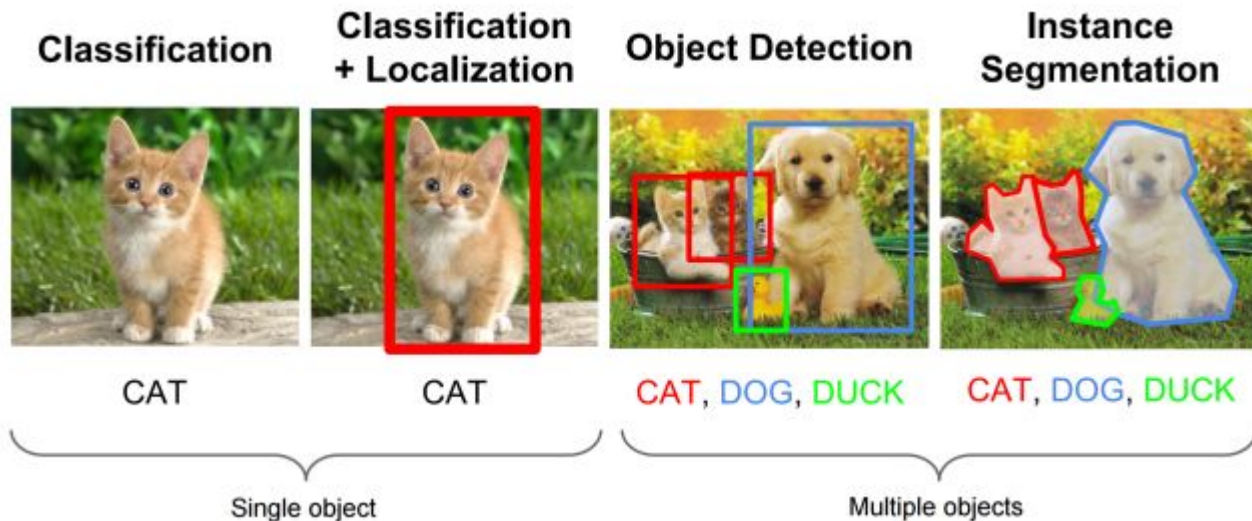 Classification
Classification
+ Localization
Object Detection
Instance
Segmentation
CAT
CAT
CAT, DOG, DUCK
CAT, DOG, DUCK
Single object
Multiple objects